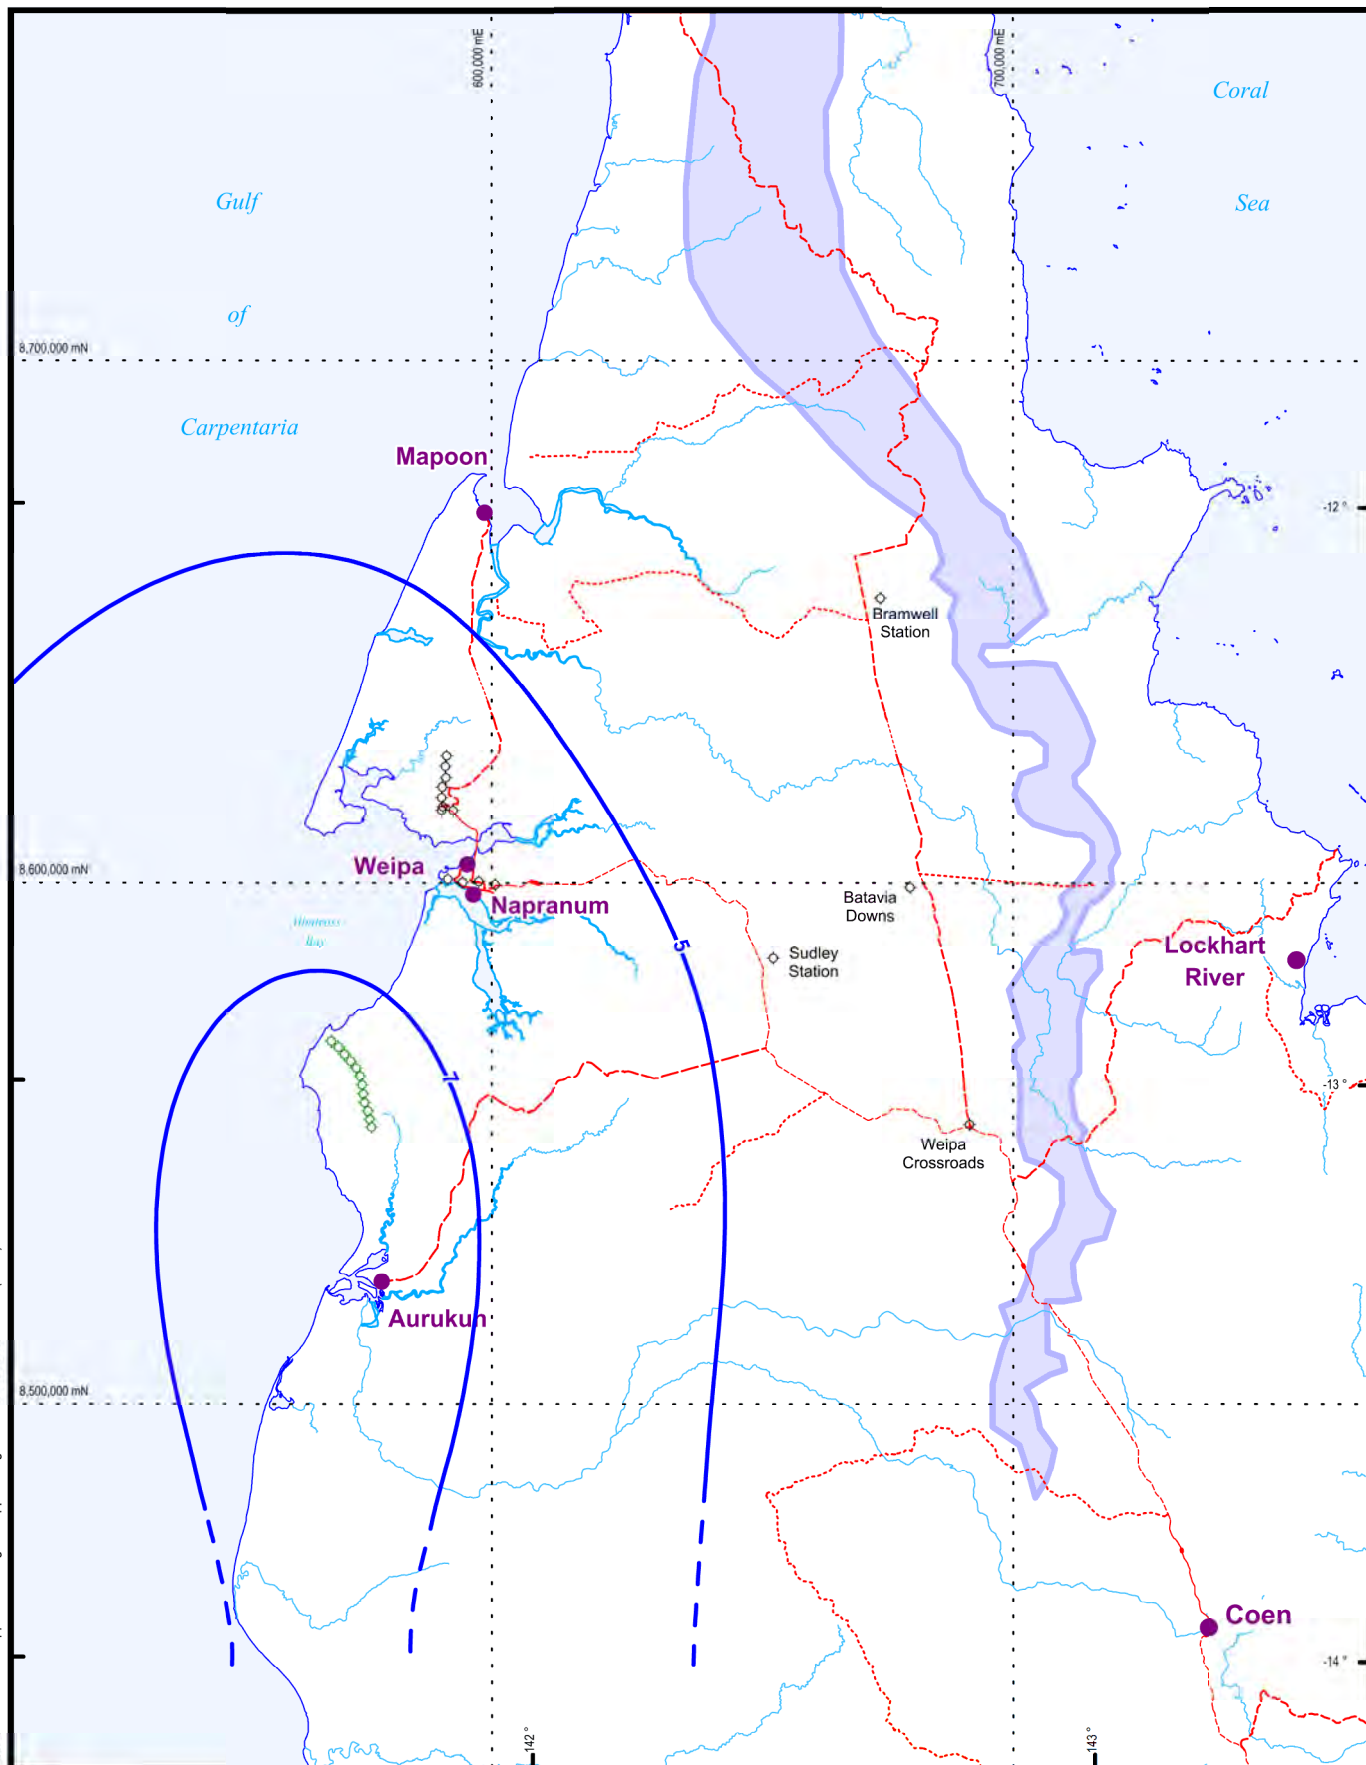 600,000 mE
700,000 mE
Coral
Sea
Gulf
of
Carpentaria
8,700,000 mN
Mapoon
-12 °
Bramwell
Station
Weipa
8,600,000 mN
Napranum
Batavia
Downs
Bay
5
Sudley
Station
Lockhart
River
7
-13 °
Weipa
Crossroads
Aurukun
8,500,000 mN
Coen
-14 °
142 °
143 °